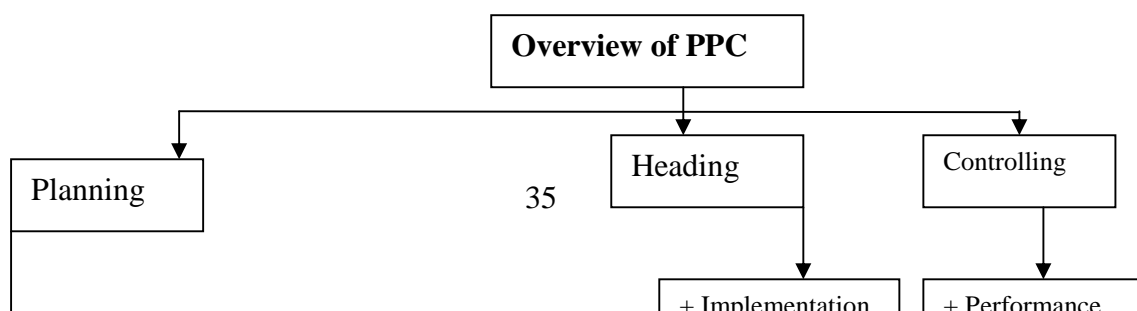 Overview of PPC
Planning
Heading
Controlling
35
+ Implementation
+ Performance